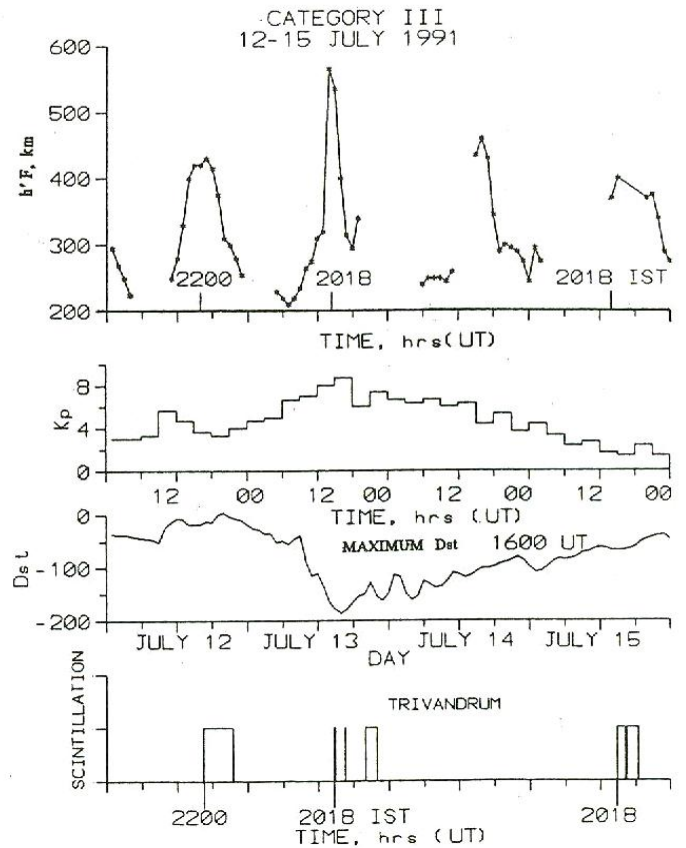 CATEGORY III
12-15 JULY 1991
600
500
400
300
200
h'F, km
2200
2018
2018 IST
TIME, hrs(UT)
8
4
0
Kp
12 00 12 00 12 00 12 00
TIME, hrs (UT)
0
-100
-200
Dst
MAXIMUM Dst 1600 UT
JULY 12 JULY 13 JULY 14 JULY 15
DAY
SCINTILLATION
TRIVANDRUM
2200 2018 IST 2018
TIME, hrs (UT)